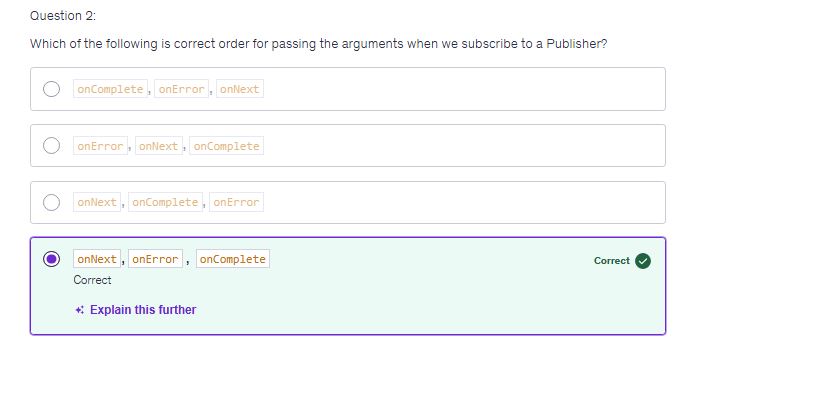 Question 2:
Which of the following is correct order for passing the arguments when we subscribe to a Publisher?
onComplete, onError, onNext
onError, onNext, onComplete
onNext, onComplete, onError
onNext, onError, onComplete
Correct
Correct
Explain this further